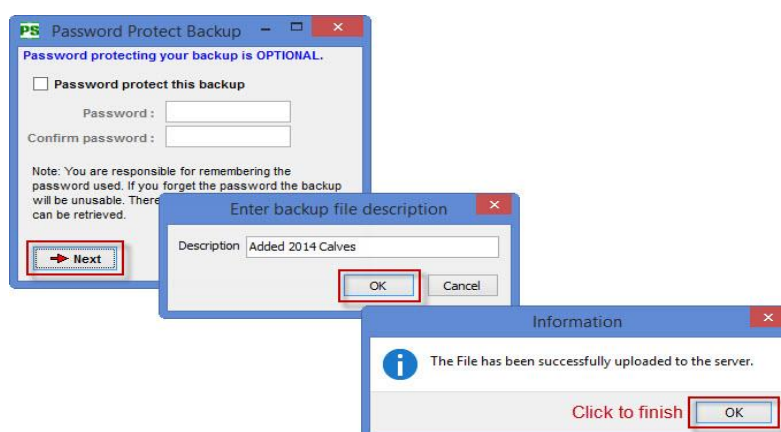 PS Password Protect Backup
Password protecting your backup is OPTIONAL.
Password protect this backup
Password :
Confirm password :
Note: You are responsible for remembering the
password used. If you forget the password the backup
will be unusable. There
can be retrieved.
Next
Enter backup file description
Description Added 2014 Calves
OK Cancel
Information
The File has been successfully uploaded to the server.
Click to finish OK